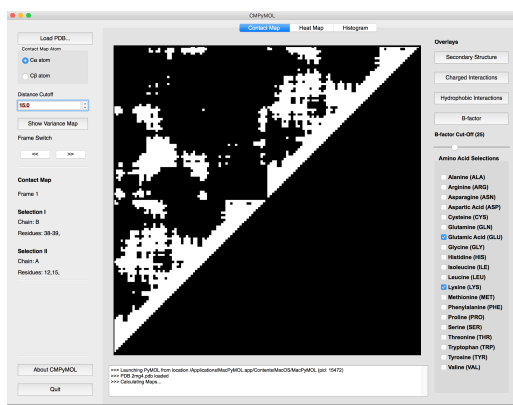 CMPyMOL
Contact Map
Heat Map
Histogram
Load PDB...
Contact Map Atom
Cα atom
Cβ atom
Distance Cutoff
15.0
Show Variance Map
Frame Switch
<<
>>
Contact Map
Frame 1
Selection I
Chain: B
Residues: 38-39,
Selection II
Chain: A
Residues: 12,15,
About CMPyMOL
Quit
>>> Launching PyMOL from location /Applications/MacPyMOL.app/Contents/MacOS/MacPyMOL (pid: 15472)
>>> PDB 2mg4.pdb loaded
>>> Calculating Maps...
Overlays
Secondary Structure
Charged Interactions
Hydrophobic Interactions
B-factor
B-factor Cut-Off (25)
Amino Acid Selections
Alanine (ALA)
Arginine (ARG)
Asparagine (ASN)
Aspartic Acid (ASP)
Cysteine (CYS)
Glutamine (GLN)
Glutamic Acid (GLU)
Glycine (GLY)
Histidine (HIS)
Isoleucine (ILE)
Leucine (LEU)
Lysine (LYS)
Methionine (MET)
Phenylalanine (PHE)
Proline (PRO)
Serine (SER)
Threonine (THR)
Tryptophan (TRP)
Tyrosine (TYR)
Valine (VAL)